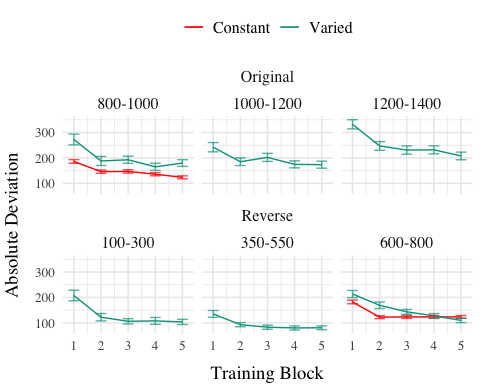 Constant Varied
Original
800-1000 1000-1200 1200-1400
300
200
100
Absolute Deviation
Reverse
100-300 350-550 600-800
300
200
100
1 2 3 4 5 1 2 3 4 5 1 2 3 4 5
Training Block